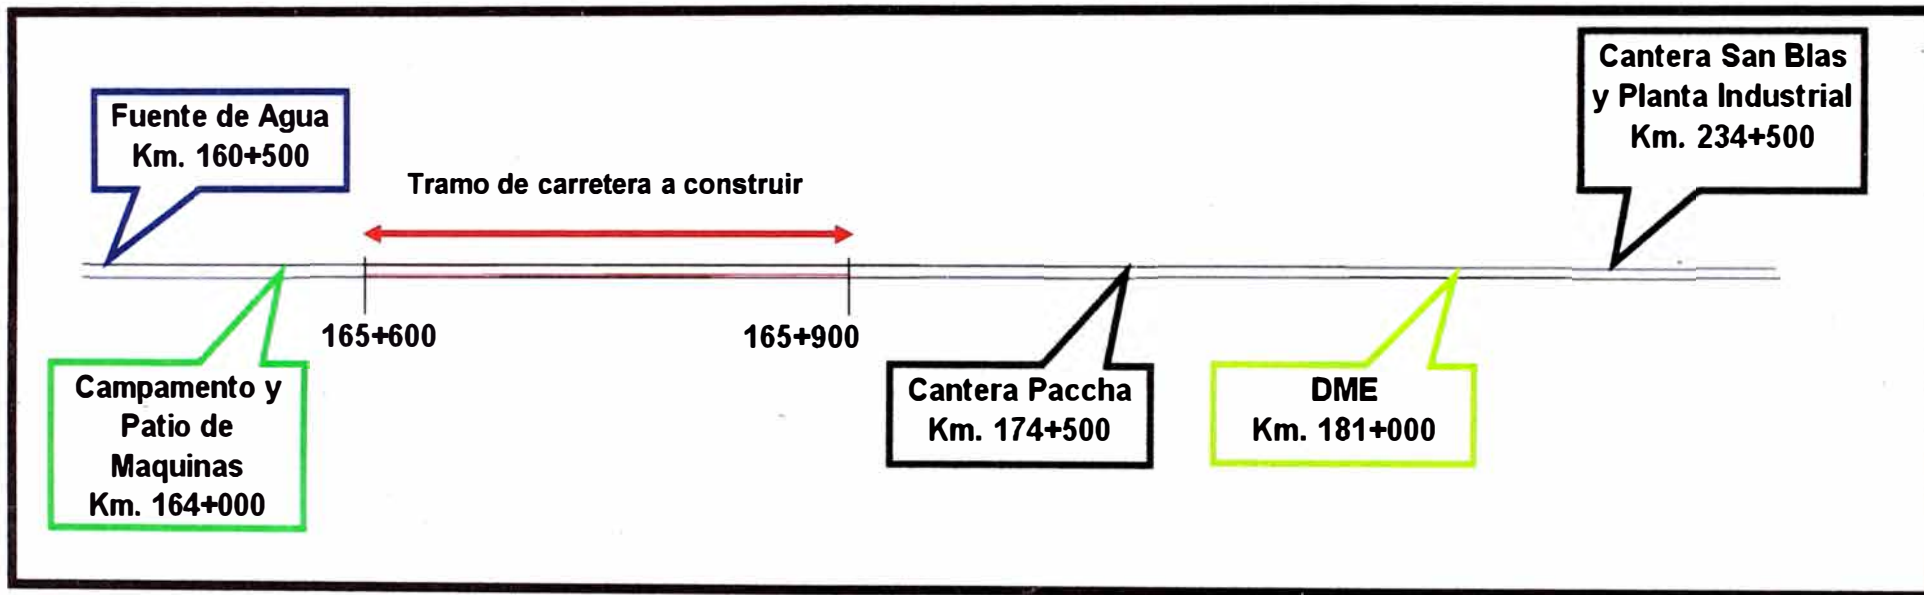 Cantera San Blas
y Planta Industrial
Km. 234+500
Fuente de Agua
Km. 160+500
Tramo de carretera a construir
165+600
165+900
Campamento y
Patio de
Maquinas
Km. 164+000
Cantera Paccha
Km. 174+500
DME
Km. 181+000